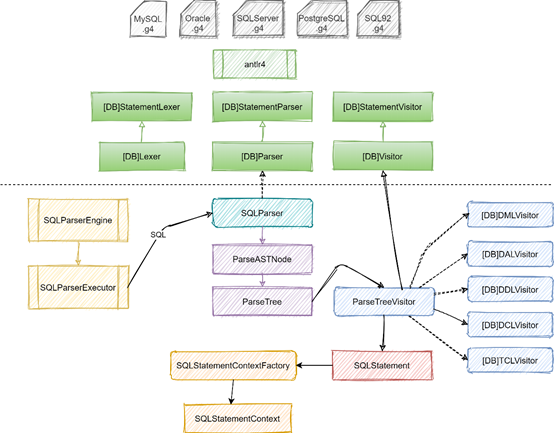 MySQL
.g4
Oracle
.g4
SQLServer
.g4
PostgreSQL
.g4
SQL92
.g4
antlr4
[DB]StatementLexer
[DB]StatementParser
[DB]StatementVisitor
[DB]Lexer
[DB]Parser
[DB]Visitor
SQLParserEngine
SQL
SQLParser
[DB]DMLVisitor
ParseASTNode
[DB]DALVisitor
SQLParserExecutor
ParseTree
ParseTreeVisitor
[DB]DDLVisitor
[DB]DCLVisitor
SQLStatementContextFactory
SQLStatement
[DB]TCLVisitor
SQLStatementContext